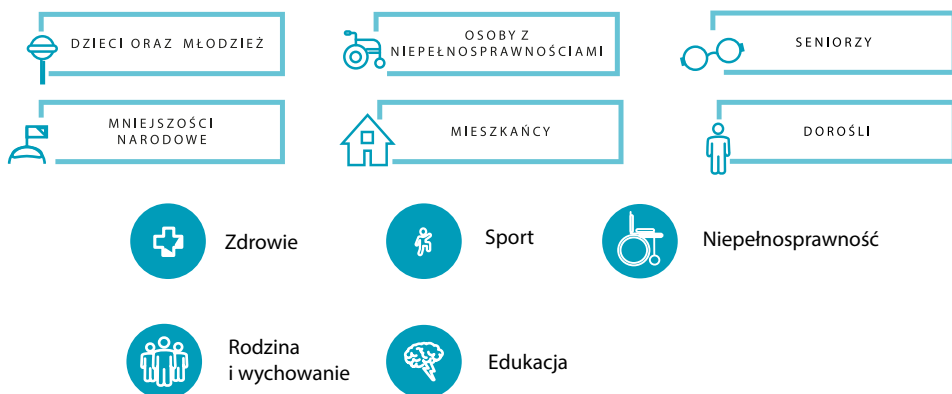 DZIECI ORAZ MŁODZIEŻ
OSOBY Z
NIEPEŁNOSPRAWNOŚCIAMI
SENIORZY
MNIEJSZOŚCI
NARODOWE
MIESZKAŃCY
DOROŚLI
Zdrowie
Sport
Niepełnosprawność
Rodzina
i wychowanie
Edukacja